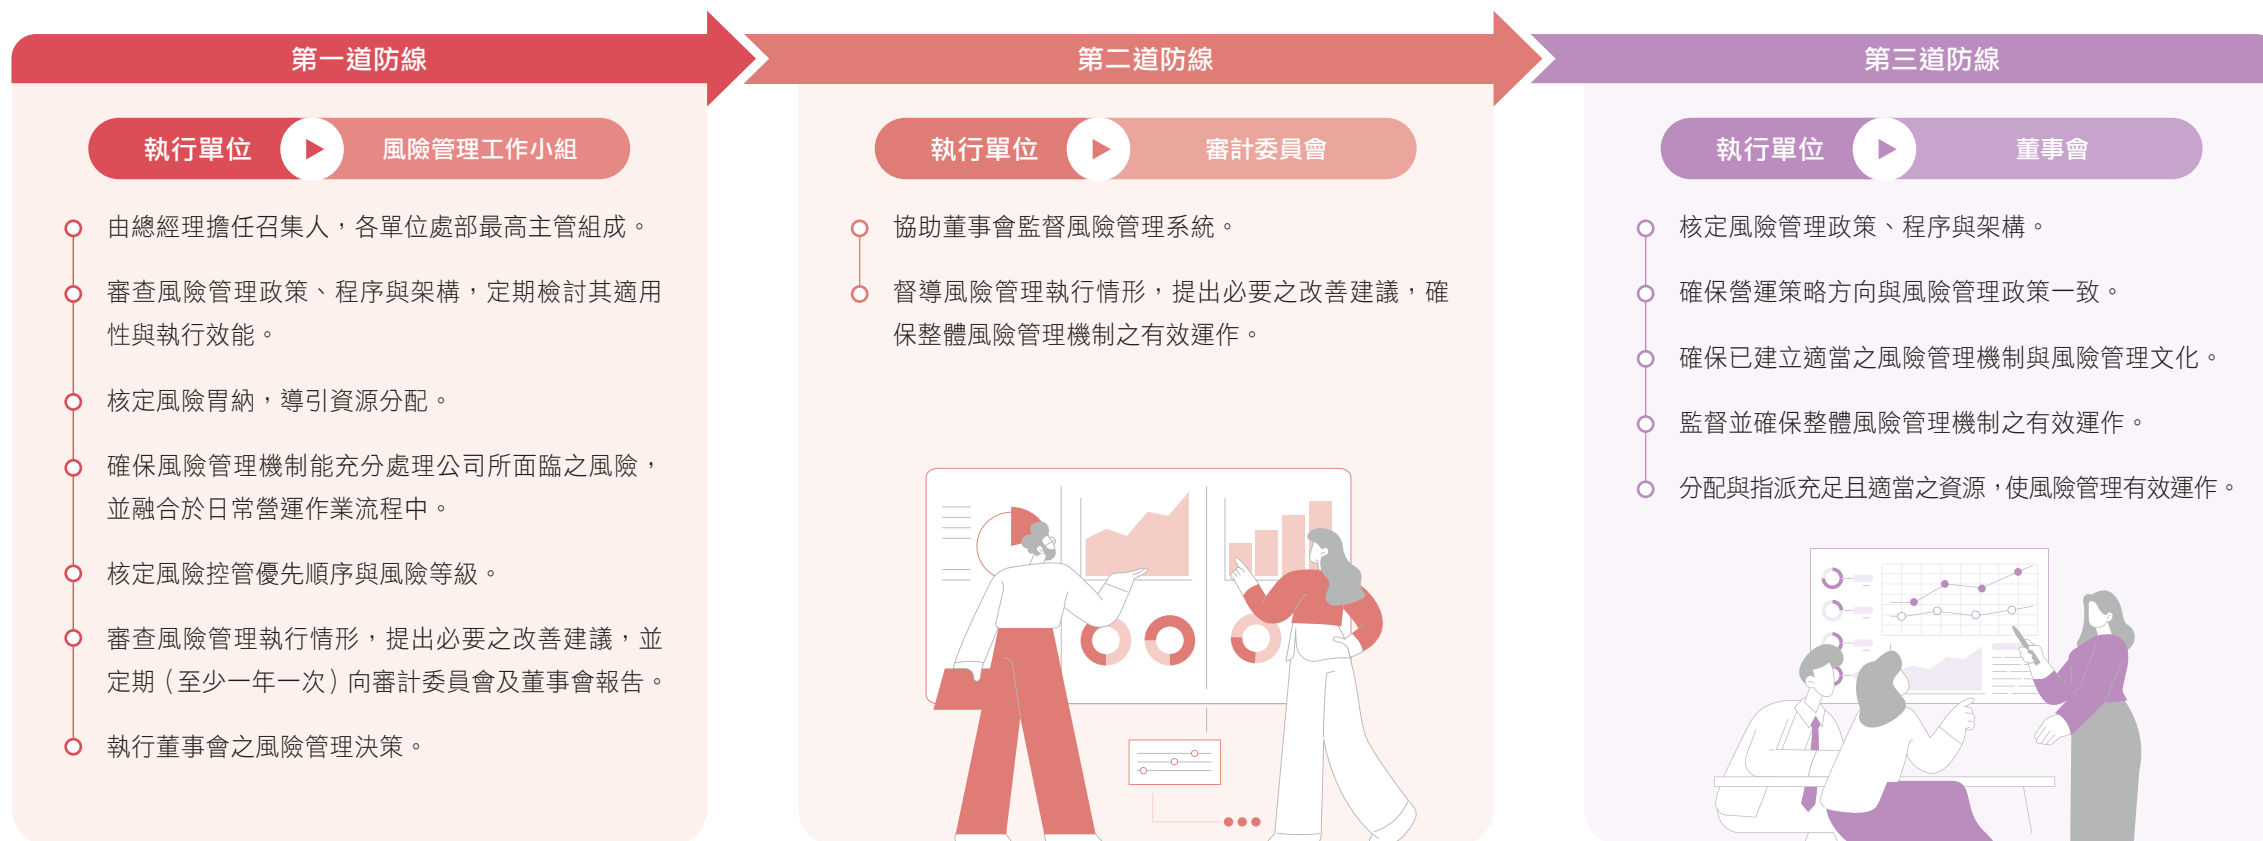 第一道防線
執行單位
風險管理工作小組
由總經理擔任召集人，各單位處部最高主管組成。
審查風險管理政策、程序與架構，定期檢討其適用
性與執行效能。
核定風險胃納，導引資源分配。
確保風險管理機制能充分處理公司所面臨之風險，
並融合於日常營運作業流程中。
核定風險控管優先順序與風險等級。
審查風險管理執行情形，提出必要之改善建議，並
定期（至少一年一次）向審計委員會及董事會報告。
執行董事會之風險管理決策。
第二道防線
執行單位
審計委員會
協助董事會監督風險管理系統。
督導風險管理執行情形，提出必要之改善建議，確
保整體風險管理機制之有效運作。
第三道防線
執行單位
董事會
核定風險管理政策、程序與架構。
確保營運策略方向與風險管理政策一致。
確保已建立適當之風險管理機制與風險管理文化。
監督並確保整體風險管理機制之有效運作。
分配與指派充足且適當之資源，使風險管理有效運作。